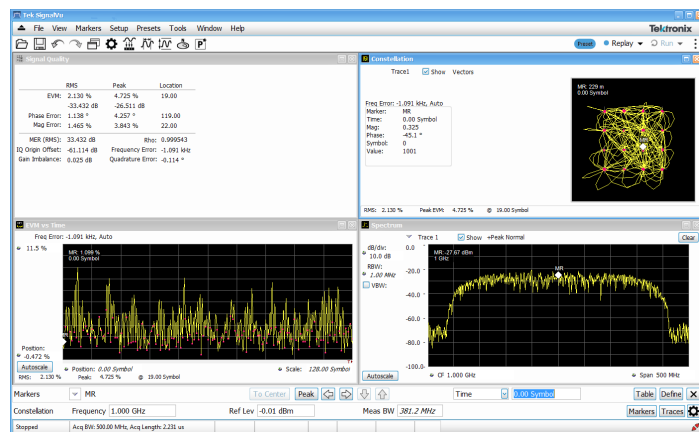 Tek SignalVu
File View Markers Setup Presets Tools Window Help
Tektronix
Preset Replay Run
Signal Quality
RMS Peak Location
EVM: 2.130 % 4.725 % 19.00
-33.432 dB -26.511 dB
Phase Error: 1.138 ° 4.257 ° 119.00
Mag Error: 1.465 % 3.843 % 22.00
MER (RMS): 33.432 dB Rho: 0.999543
IQ Origin Offset: -61.114 dB Frequency Error: -1.091 kHz
Gain Imbalance: 0.025 dB Quadrature Error: -0.114 °
Constellation
Trace1 Show Vectors
MR: 229 m
0.00 Symbol
Freq Error: -1.091 kHz, Auto
Marker: MR
Time: 0.00 Symbol
Mag: 0.325
Phase: -45.1 °
Symbol: 0
Value: 1001
MR
RMS: 2.130 % Peak EVM: 4.725 % @ 19.00 Symbol
EVM vs Time
Freq Error: -1.091 kHz, Auto
11.5 %
MR: 1.099 %
0.00 Symbol
Position:
-0.472 %
Autoscale
Position: 0.00 Symbol Scale: 128.00 Symbol
RMS: 2.130 % Peak: 4.725 % @ 19.00 Symbol
Spectrum
Trace 1 Show +Peak Normal Clear
dB/div:
10.0 dB
RBW:
1.00 MHz
VBW:
0.0
-20.0
-40.0
-60.0
-80.0
-100.0
MR: -27.67 dBm
1 GHz
MR
Autoscale CF 1.000 GHz Span 500 MHz
Markers MR To Center Peak Time 0.00 Symbol Table Define X
Constellation Frequency 1.000 GHz Ref Lev -0.01 dBm Meas BW 381.2 MHz Markers Traces
Stopped Acq BW: 500.00 MHz, Acq Length: 2.231 us